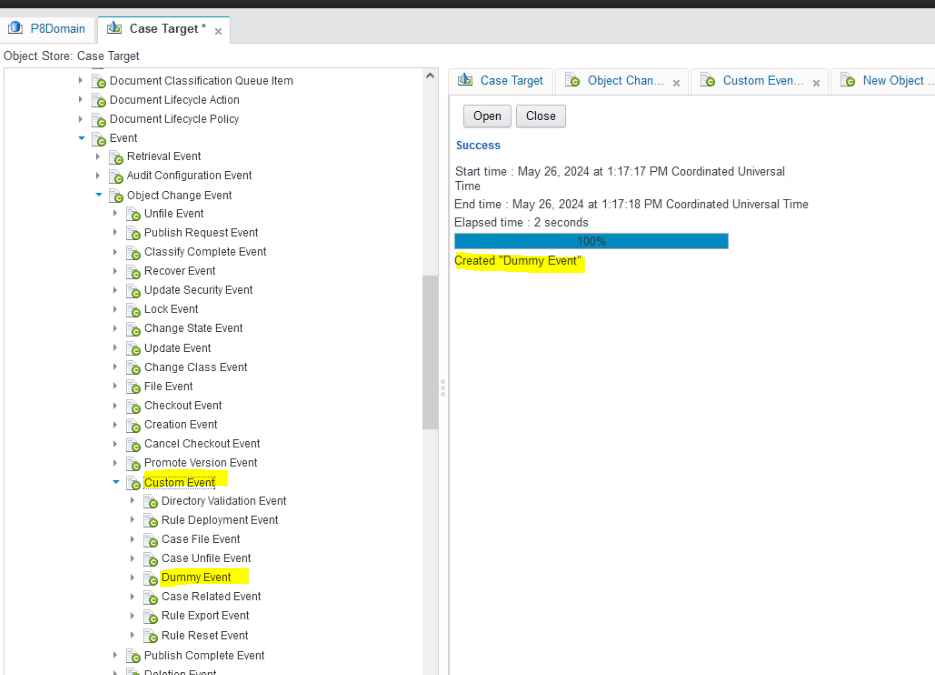 P8Domain
Case Target *
Object Store: Case Target
Document Classification Queue Item
Document Lifecycle Action
Document Lifecycle Policy
Event
Retrieval Event
Audit Configuration Event
Object Change Event
Unfile Event
Publish Request Event
Classify Complete Event
Recover Event
Update Security Event
Lock Event
Change State Event
Update Event
Change Class Event
File Event
Checkout Event
Creation Event
Cancel Checkout Event
Promote Version Event
Custom Event
Directory Validation Event
Rule Deployment Event
Case File Event
Case Unfile Event
Dummy Event
Case Related Event
Rule Export Event
Rule Reset Event
Publish Complete Event
Deletion Event
Case Target
Object Chan...
Custom Even...
New Object ...
Open
Close
Success
Start time : May 26, 2024 at 1:17:17 PM Coordinated Universal
Time
End time : May 26, 2024 at 1:17:18 PM Coordinated Universal Time
Elapsed time : 2 seconds
100%
Created "Dummy Event"